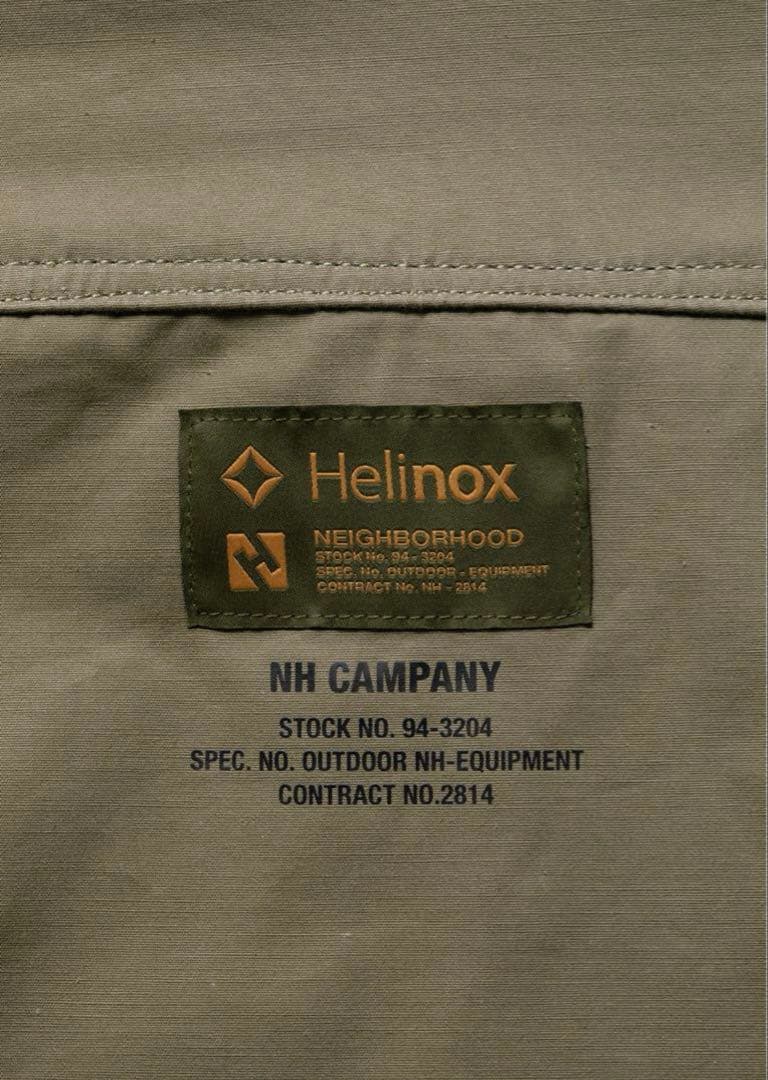 Helinox
NEIGHBORHOOD
STOCK No. 94 - 3204
SPEC. No. OUTDOOR - EQUIPMENT
CONTRACT No. NH - 2814
NH CAMPANY
STOCK NO. 94-3204
SPEC. NO. OUTDOOR NH-EQUIPMENT
CONTRACT NO.2814